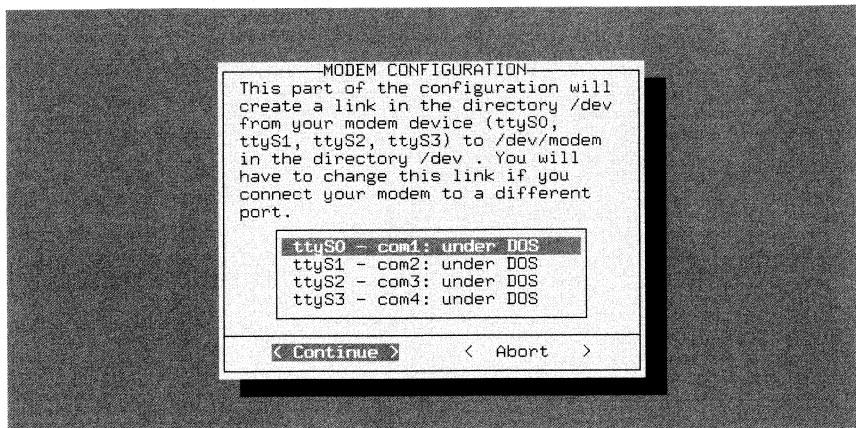 MODEM CONFIGURATION
This part of the configuration will
create a link in the directory /dev
from your modem device (ttyS0,
ttyS1, ttyS2, ttyS3) to /dev/modem
in the directory /dev . You will
have to change this link if you
connect your modem to a different
port.
ttyS0 - com1: under DOS
ttyS1 - com2: under DOS
ttyS2 - com3: under DOS
ttyS3 - com4: under DOS
< Continue > < Abort >